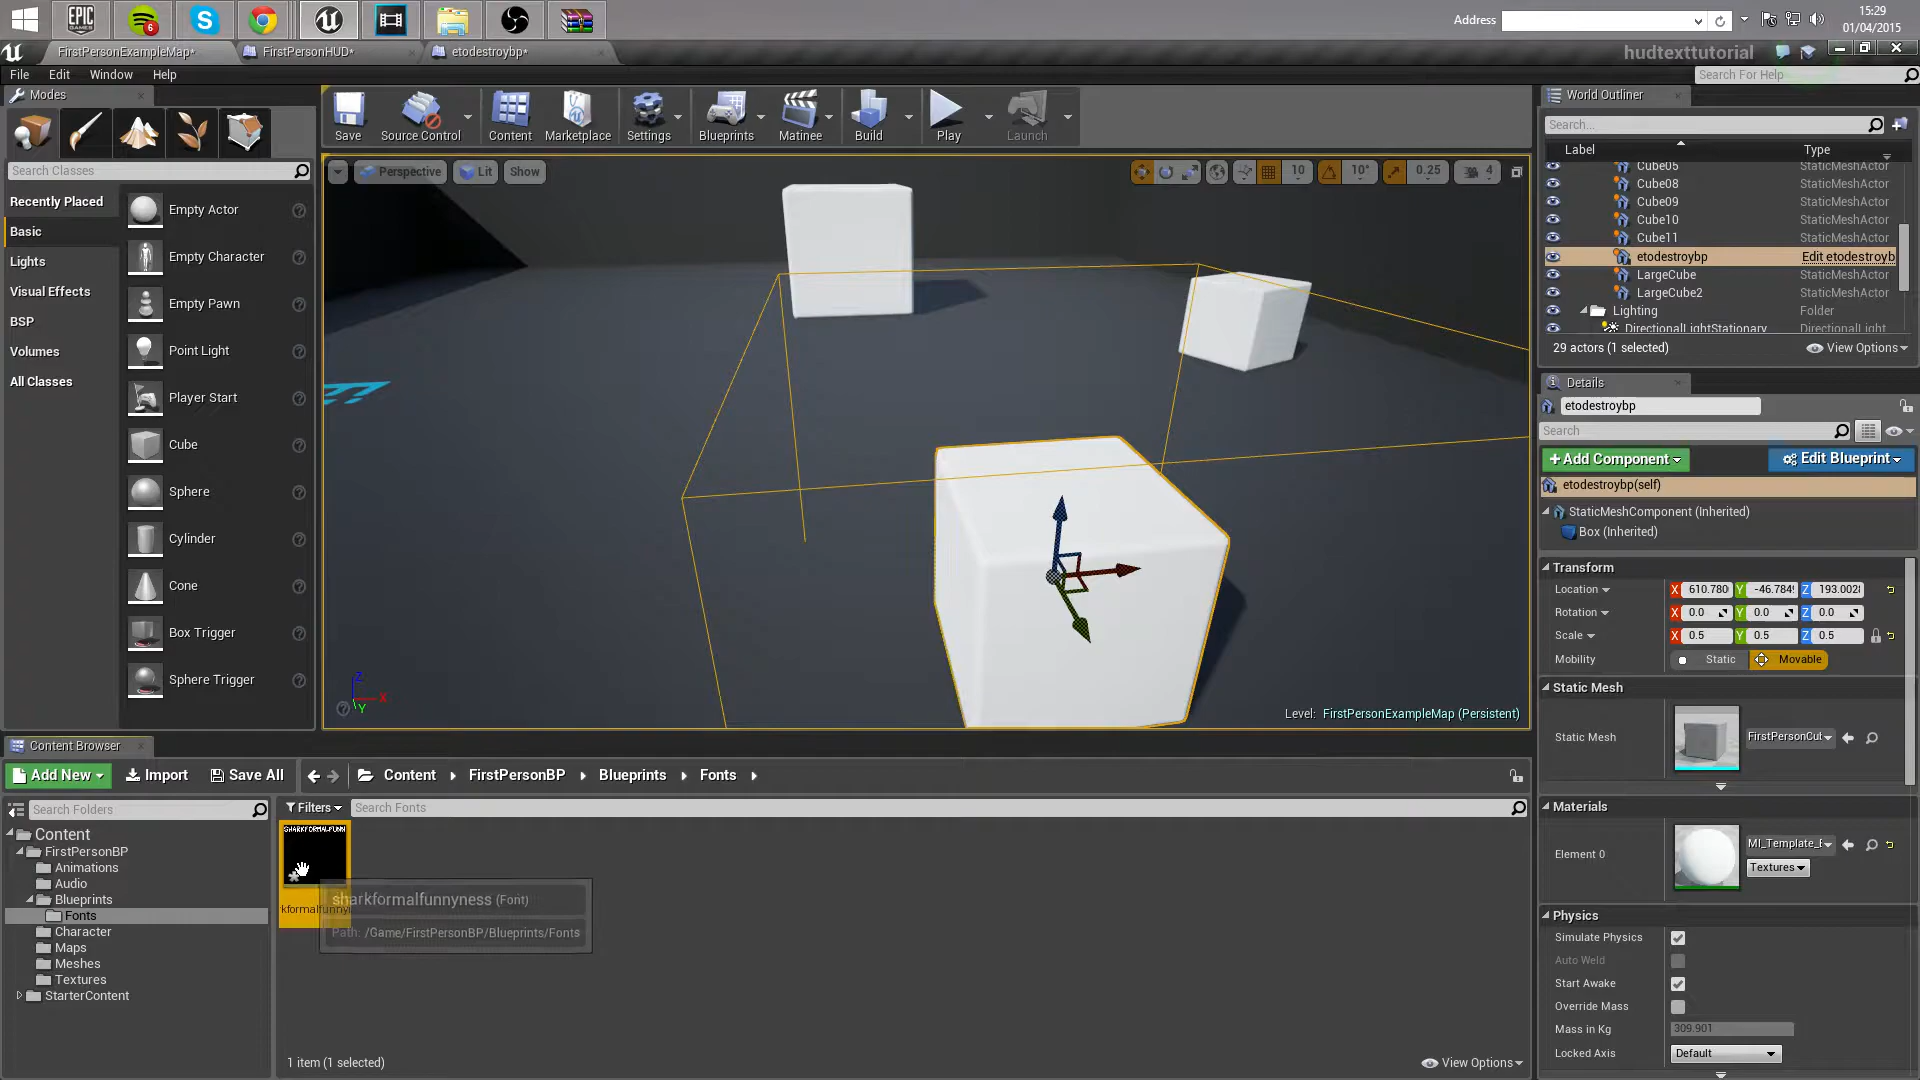 EPIC GAMES
6
Address
15:29
01/04/2015
FirstPersonExampleMap*
FirstPersonHUD*
etodestroybp*
hudtexttutorial
File
Edit
Window
Help
Search For Help
Modes
Search Classes
Recently Placed
Basic
Lights
Visual Effects
BSP
Volumes
All Classes
Empty Actor
Empty Character
Empty Pawn
Point Light
Player Start
Cube
Sphere
Cylinder
Cone
Box Trigger
Sphere Trigger
Save
Source Control
Content
Marketplace
Settings
Blueprints
Matinee
Build
Play
Launch
Perspective
Lit
Show
10
10°
0.25
4
Z
X
Y
Level: FirstPersonExampleMap (Persistent)
World Outliner
Search...
Label
Type
Cube05 StaticMeshActor
Cube08 StaticMeshActor
Cube09 StaticMeshActor
Cube10 StaticMeshActor
Cube11 StaticMeshActor
etodestroybp Edit etodestroyb
LargeCube StaticMeshActor
LargeCube2 StaticMeshActor
Lighting Folder
DirectionalLightStationary DirectionalLight
29 actors (1 selected)
View Options
Details
etodestroybp
Search
+Add Component
Edit Blueprint
etodestroybp(self)
StaticMeshComponent (Inherited)
Box (Inherited)
Transform
Location X 610.780 Y -46.784 Z 193.002
Rotation X 0.0 Y 0.0 Z 0.0
Scale X 0.5 Y 0.5 Z 0.5
Mobility Static Movable
Static Mesh
Static Mesh FirstPersonCub
Materials
Element 0 MI_Template_
Textures
Physics
Simulate Physics
Auto Weld
Start Awake
Override Mass
Mass in Kg 309.901
Locked Axis Default
Content Browser
Add New
Import
Save All
Content
FirstPersonBP
Blueprints
Fonts
Search Folders
Filters
Search Fonts
Content
FirstPersonBP
Animations
Audio
Blueprints
Fonts
Character
Maps
Meshes
Textures
StarterContent
SHARKFORMALFUNN
kformalfunny
sharkformalfunnyness (Font)
Path: /Game/FirstPersonBP/Blueprints/Fonts
1 item (1 selected)
View Options